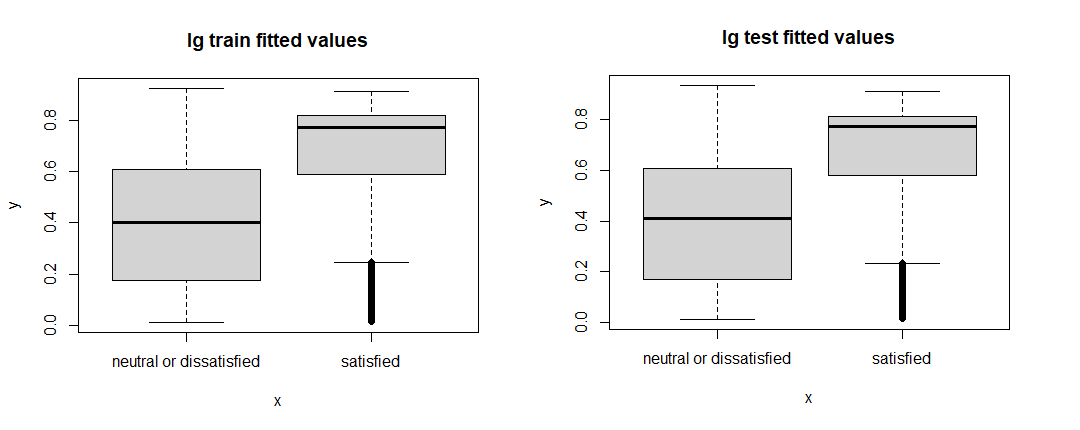 lg train fitted values
y
0.0
0.2
0.4
0.6
0.8
neutral or dissatisfied
satisfied
x
lg test fitted values
y
0.0
0.2
0.4
0.6
0.8
neutral or dissatisfied
satisfied
x